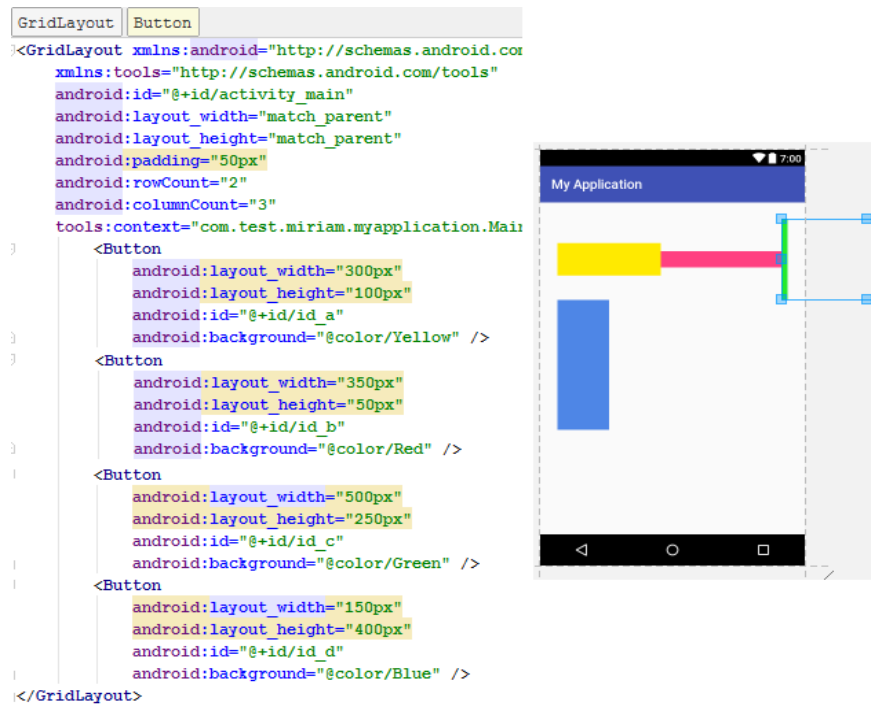 GridLayout Button
<GridLayout xmlns:android="http://schemas.android.com
xmlns:tools="http://schemas.android.com/tools"
android:id="@+id/activity_main"
android:layout_width="match_parent"
android:layout_height="match_parent"
android:padding="50px"
android:rowCount="2"
android:columnCount="3"
tools:context="com.test.miriam.myapplication.Main
<Button
android:layout_width="300px"
android:layout_height="100px"
android:id="@+id/id_a"
android:background="@color/Yellow" />
<Button
android:layout_width="350px"
android:layout_height="50px"
android:id="@+id/id_b"
android:background="@color/Red" />
<Button
android:layout_width="500px"
android:layout_height="250px"
android:id="@+id/id_c"
android:background="@color/Green" />
<Button
android:layout_width="150px"
android:layout_height="400px"
android:id="@+id/id_d"
android:background="@color/Blue" />
</GridLayout>
7:00
My Application